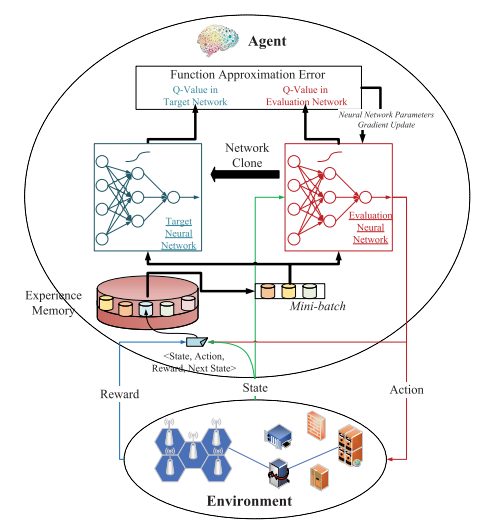 Agent
Function Approximation Error
Q-Value in
Target Network
Q-Value in
Evaluation Network
Neural Network Parameters
Gradient Update
Network
Clone
Target
Neural
Network
Evaluation
Neural
Network
Experience
Memory
Mini-batch
<State, Action,
Reward, Next State>
State
Reward
Action
Environment